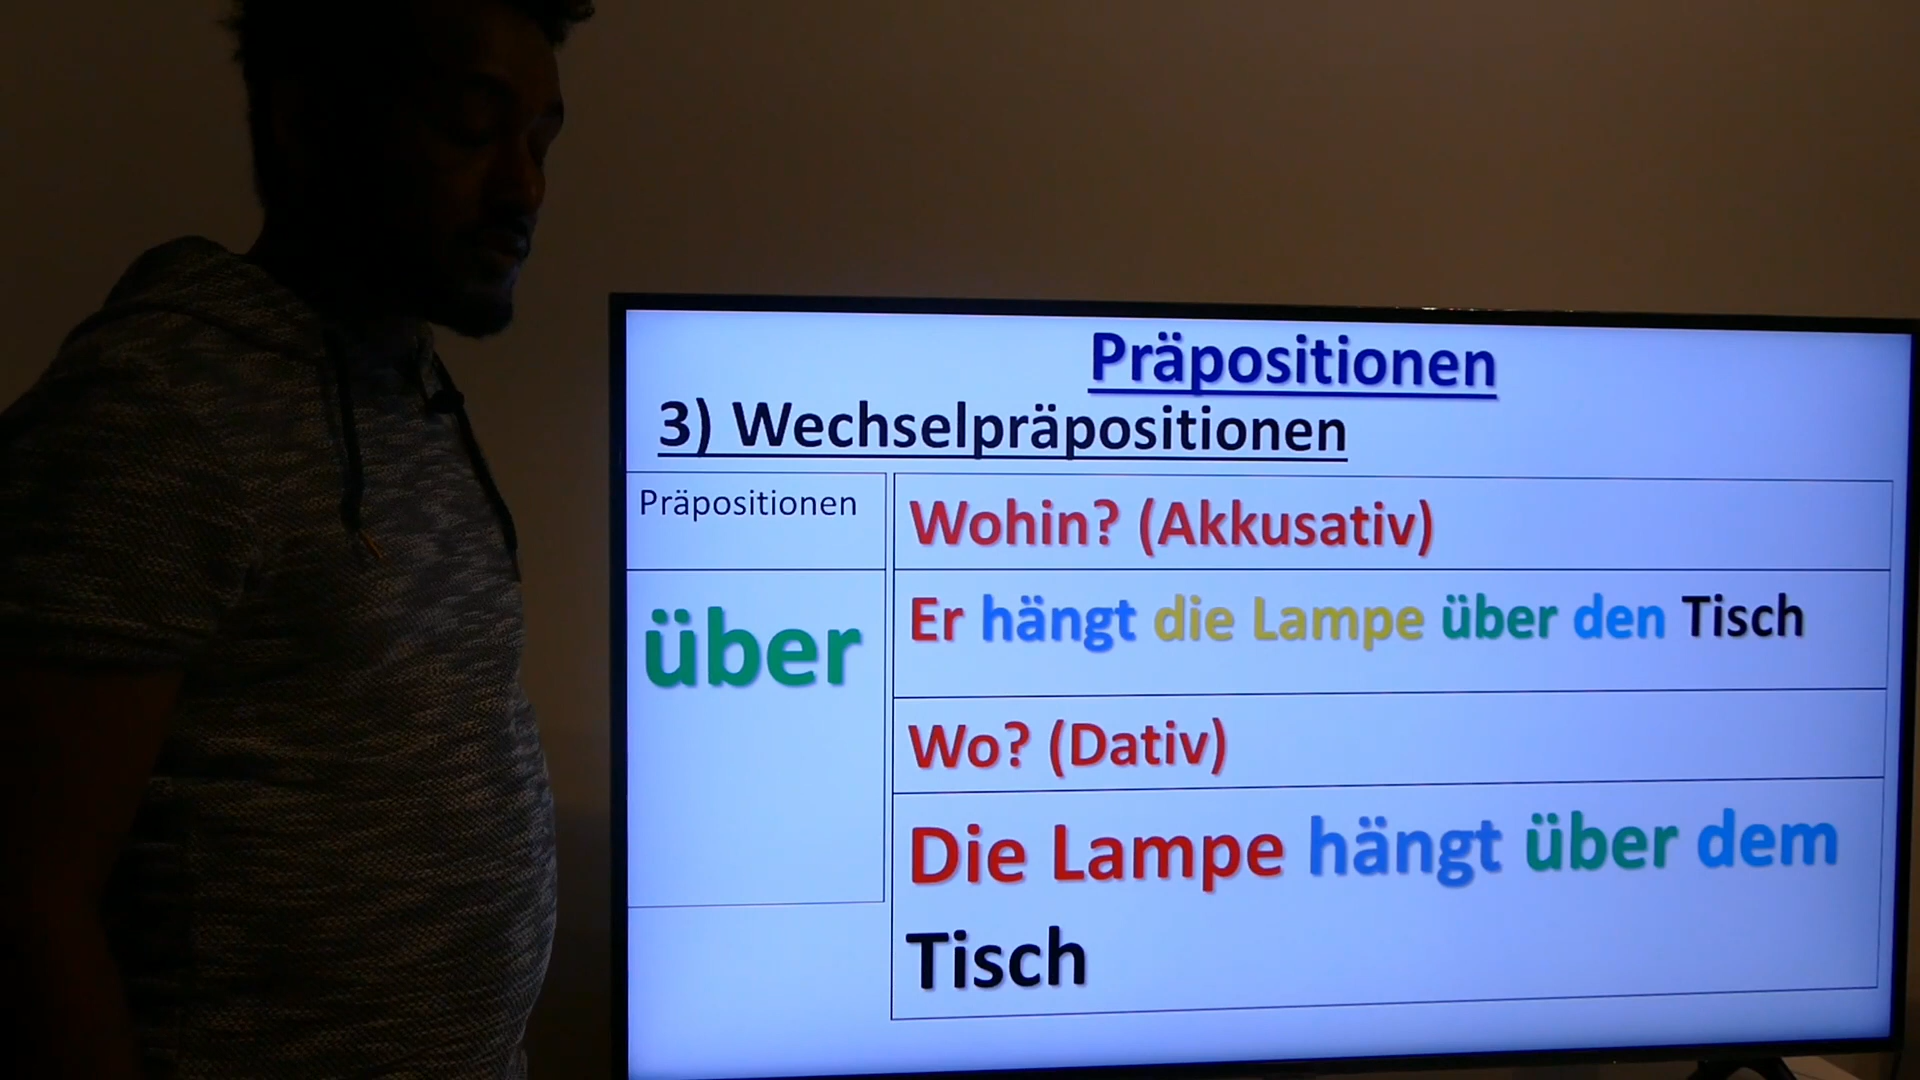 Präpositionen
3) Wechselpräpositionen
Präpositionen
über
Wohin? (Akkusativ)
Er hängt die Lampe über den Tisch
Wo? (Dativ)
Die Lampe hängt über dem
Tisch